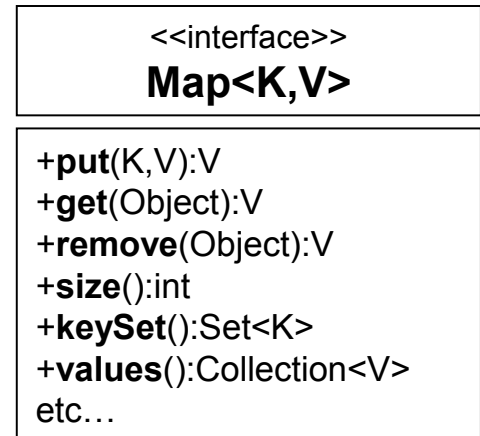 <<interface>>
Map<K,V>
+put(K,V):V
+get(Object):V
+remove(Object):V
+size():int
+keySet():Set<K>
+values():Collection<V>
etc…